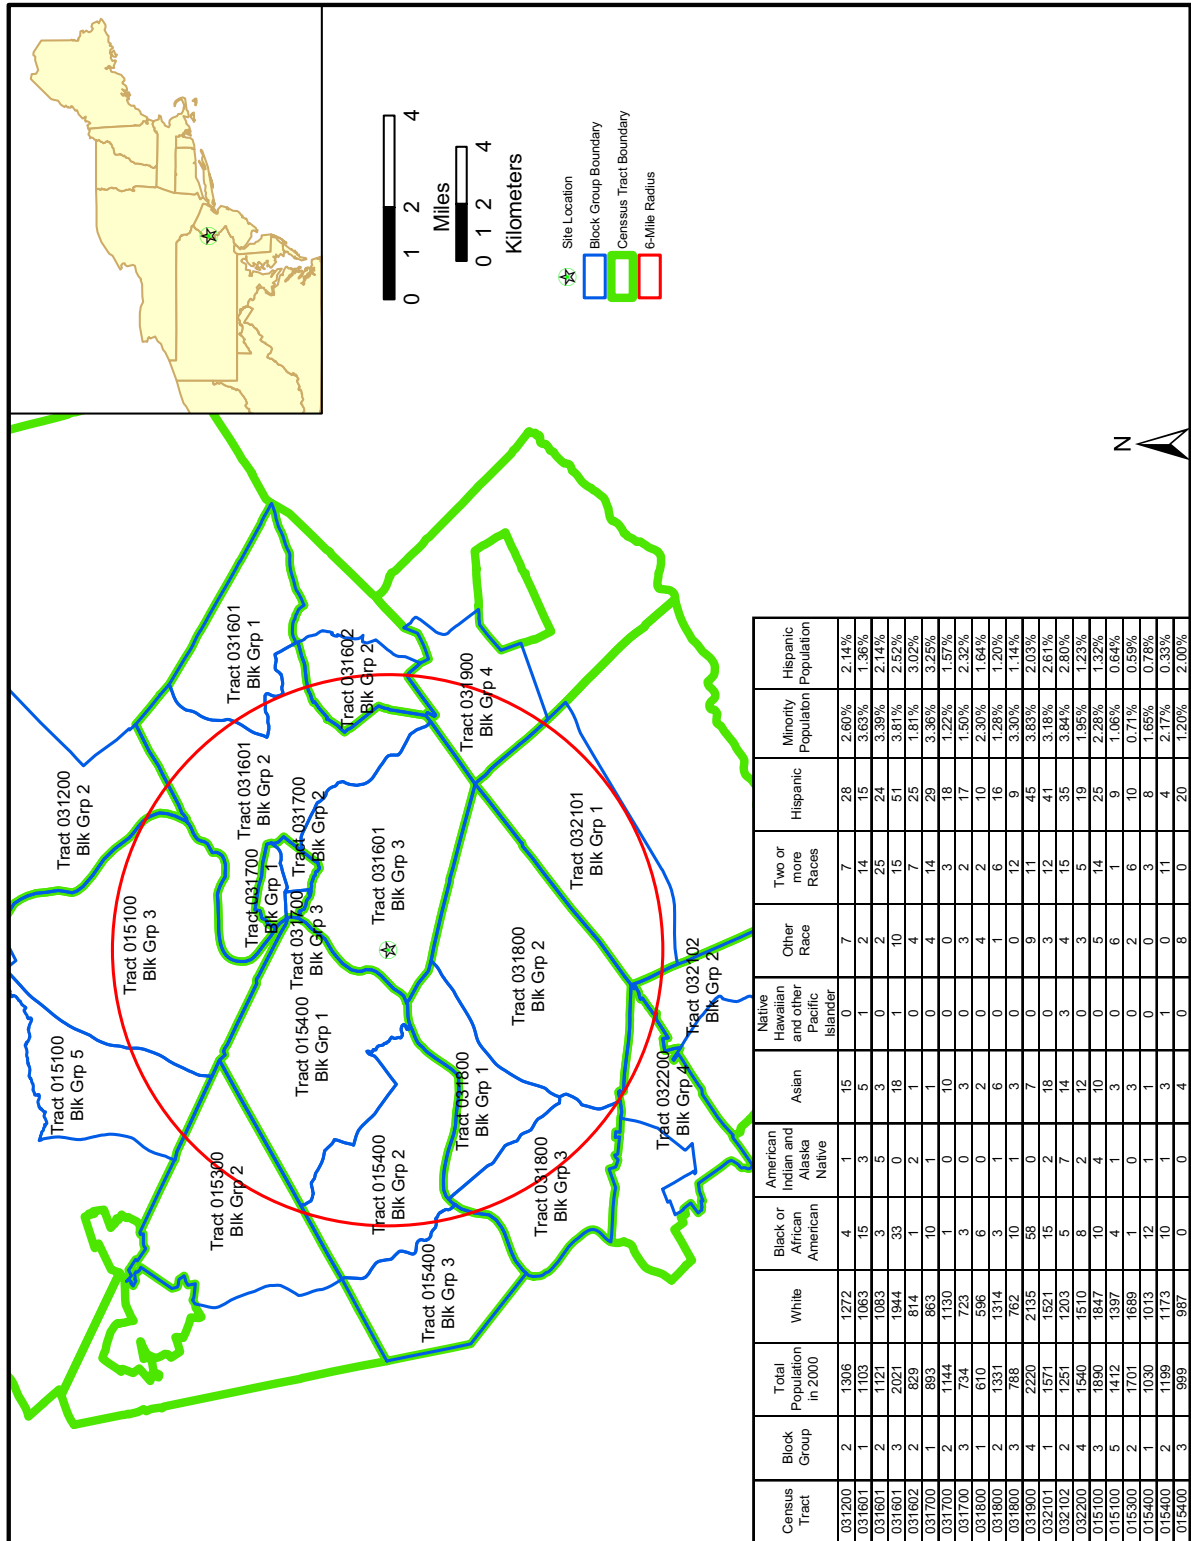 0 1 2 4
Miles
0 1 2 4
Kilometers
Site Location
Block Group Boundary
Censsus Tract Boundary
6-Mile Radius
N
Tract 031200
Blk Grp 2
Tract 015100
Blk Grp 5
Tract 015100
Blk Grp 3
Tract 031601
Blk Grp 1
Tract 031601
Blk Grp 2
Tract 031602
Blk Grp 2
Tract 015300
Blk Grp 2
Tract 031700
Blk Grp 1
Tract 031700
Blk Grp 2
Tract 031700
Blk Grp 3
Tract 015400
Blk Grp 1
Tract 031601
Blk Grp 3
Tract 031900
Blk Grp 4
Tract 015400
Blk Grp 2
Tract 015400
Blk Grp 3
Tract 031800
Blk Grp 1
Tract 031800
Blk Grp 2
Tract 031800
Blk Grp 3
Tract 032101
Blk Grp 1
Tract 032102
Blk Grp 2
Tract 032200
Blk Grp 4
Census Tract Block Group Total Population in 2000 White Black or African American American Indian and Alaska Native Asian Native Hawaiian and other Pacific Islander Other Race Two or more Races Hispanic Minority Populaton Hispanic Population
031200 2 1306 1272 4 1 15 0 7 7 28 2.60% 2.14%
031601 1 1103 1063 15 3 5 1 2 14 15 3.63% 1.36%
031601 2 1121 1083 3 5 3 0 2 25 24 3.39% 2.14%
031601 3 2021 1944 33 0 18 1 10 15 51 3.81% 2.52%
031602 2 829 814 1 2 1 0 4 7 25 1.81% 3.02%
031700 1 893 863 10 1 1 0 4 14 29 3.36% 3.25%
031700 2 1144 1130 1 0 10 0 0 3 18 1.22% 1.57%
031700 3 734 723 3 0 3 0 3 2 17 1.50% 2.32%
031800 1 610 596 6 0 2 0 4 2 10 2.30% 1.64%
031800 2 1331 1314 3 1 6 0 1 6 16 1.28% 1.20%
031800 3 788 762 10 1 3 0 0 12 9 3.30% 1.14%
031900 4 2220 2135 58 0 7 0 9 11 45 3.83% 2.03%
032101 1 1571 1521 15 2 18 0 3 12 41 3.18% 2.61%
032102 2 1251 1203 5 7 14 3 4 15 35 3.84% 2.80%
032200 4 1540 1510 8 2 12 0 3 5 19 1.95% 1.23%
015100 3 1890 1847 10 4 10 0 5 14 25 2.28% 1.32%
015100 5 1412 1397 4 1 3 0 6 1 9 1.06% 0.64%
015300 2 1701 1689 1 0 3 0 2 6 10 0.71% 0.59%
015400 1 1030 1013 12 1 1 0 0 3 8 1.65% 0.78%
015400 2 1199 1173 10 1 3 1 0 11 4 2.17% 0.33%
015400 3 999 987 0 0 4 0 8 0 20 1.20% 2.00%